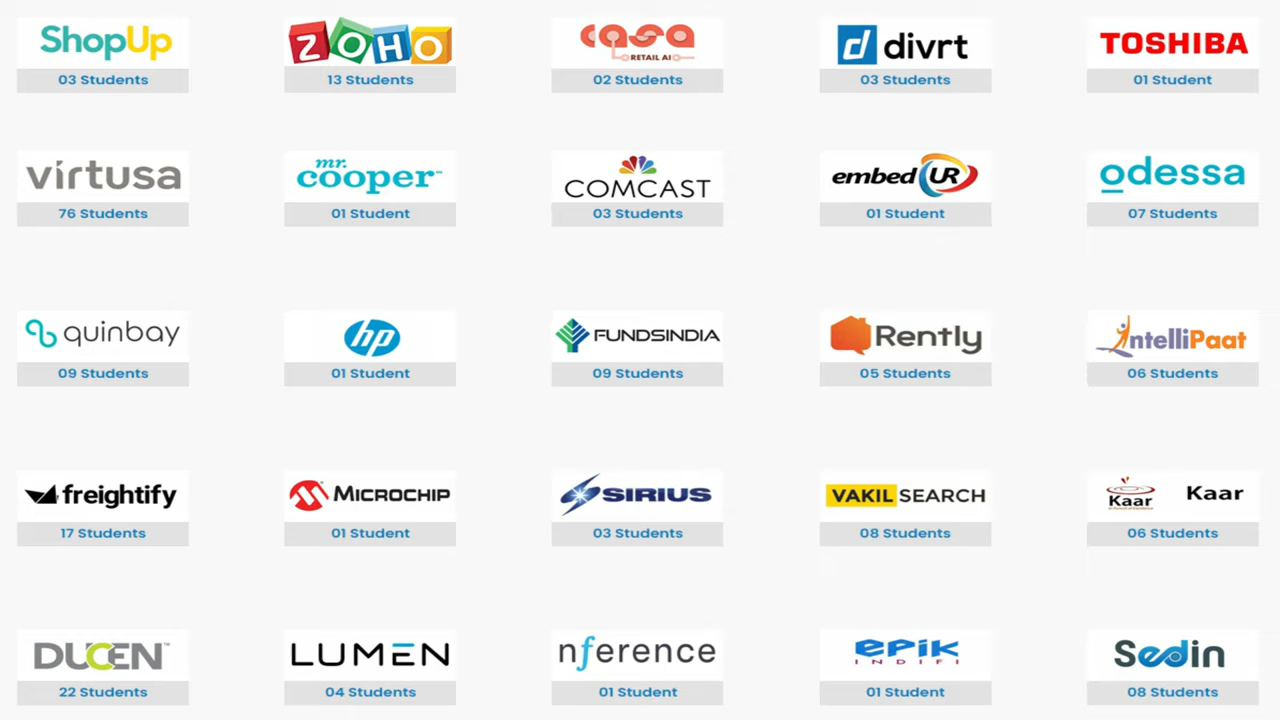 ShopUp
03 Students
ZOHO
13 Students
casa
RETAIL AI
02 Students
d divrt
03 Students
TOSHIBA
01 Student
virtusa
76 Students
mr.
cooper
01 Student
COMCAST
03 Students
embed UR
01 Student
odessa
07 Students
quinbay
09 Students
hp
01 Student
FUNDSINDIA
09 Students
Rently
05 Students
intelliPaat
06 Students
freightify
17 Students
MICROCHIP
01 Student
SIRIUS
03 Students
VAKILSEARCH
08 Students
Kaar Kaar
06 Students
DUCEN™
22 Students
LUMEN
04 Students
nference
01 Student
epik
INDIFI
01 Student
Sedin
08 Students